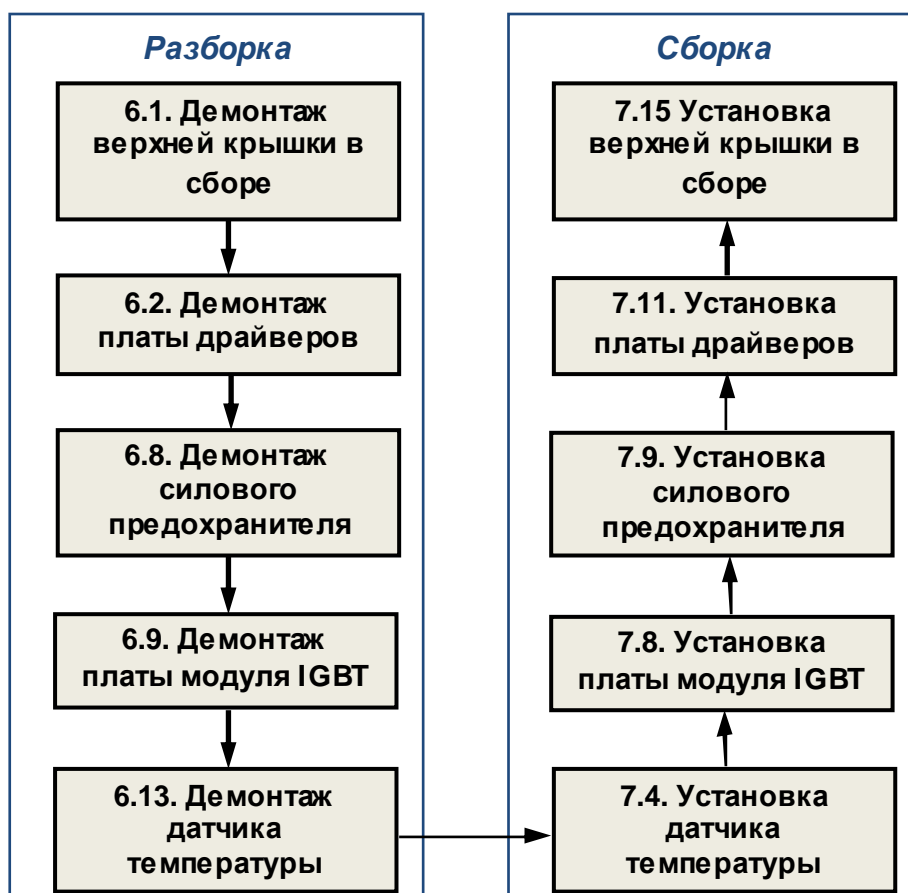 Разборка
6.1. Демонтаж
верхней крышки в
сборе
6.2. Демонтаж
платы драйверов
6.8. Демонтаж
силового
предохранителя
6.9. Демонтаж
платы модуля IGBT
6.13. Демонтаж
датчика
температуры
Сборка
7.15 Установка
верхней крышки в
сборе
7.11. Установка
платы драйверов
7.9. Установка
силового
предохранителя
7.8. Установка
платы модуля IGBT
7.4. Установка
датчика
температуры